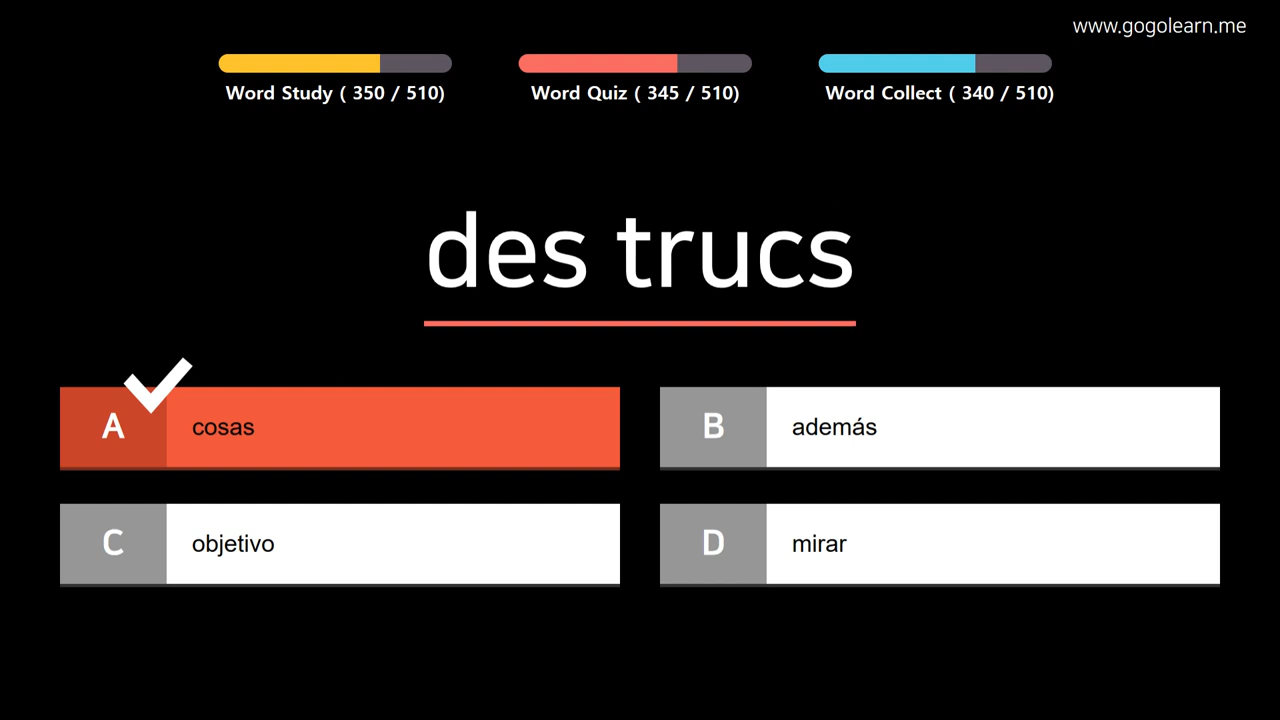 www.gogolearn.me
Word Study ( 350 / 510)
Word Quiz ( 345 / 510)
Word Collect ( 340 / 510)
des trucs
A cosas
B además
C objetivo
D mirar